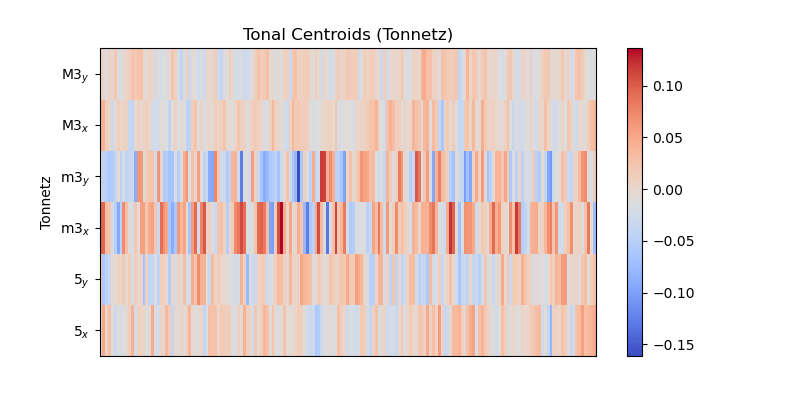 Tonal Centroids (Tonnetz)
Tonnetz
M3y
M3x
m3y
m3x
5y
5x
0.10
0.05
0.00
−0.05
−0.10
−0.15